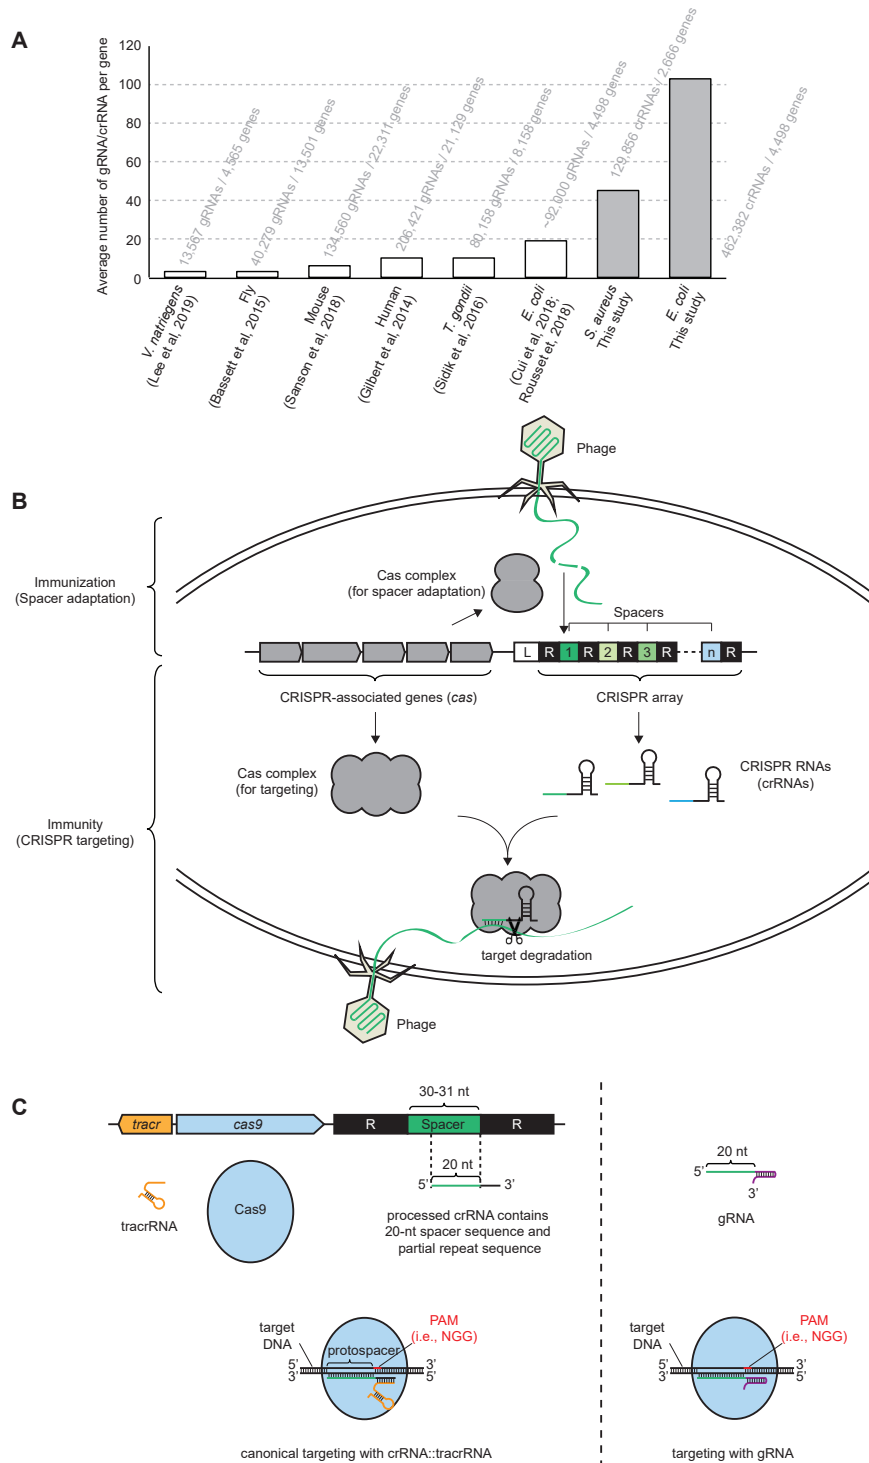 A
Average number of gRNA/crRNA per gene
120
100
80
60
40
20
0
13,567 gRNAs / 4,565 genes
40,279 gRNAs / 13,501 genes
134,560 gRNAs / 22,311 genes
206,421 gRNAs / 21,129 genes
80,158 gRNAs / 8,158 genes
~92,000 gRNAs / 4,498 genes
129,856 crRNAs / 2,666 genes
462,382 crRNAs / 4,498 genes
V. natriegens
(Lee et al, 2019)
Fly
(Bassett et al, 2015)
Mouse
(Sanson et al, 2018)
Human
(Gilbert et al, 2014)
T. gondii
(Sidik et al, 2016)
E. coli
(Cui et al, 2018;
Rousset et, 2018)
S. aureus
This study
E. coli
This study
B
Phage
Immunization
(Spacer adaptation)
Cas complex
(for spacer adaptation)
Spacers
L R 1 R 2 R 3 R n R
CRISPR-associated genes (cas)
CRISPR array
Cas complex
(for targeting)
CRISPR RNAs
(crRNAs)
Immunity
(CRISPR targeting)
target degradation
Phage
C
30-31 nt
tracr cas9 R Spacer R
20 nt
5' 3'
tracrRNA
Cas9
processed crRNA contains
20-nt spacer sequence and
partial repeat sequence
20 nt
5'
3'
gRNA
target
DNA
PAM
(i.e., NGG)
protospacer
5' 3'
3' 5'
canonical targeting with crRNA::tracrRNA
target
DNA
PAM
(i.e., NGG)
5' 3'
3' 5'
targeting with gRNA